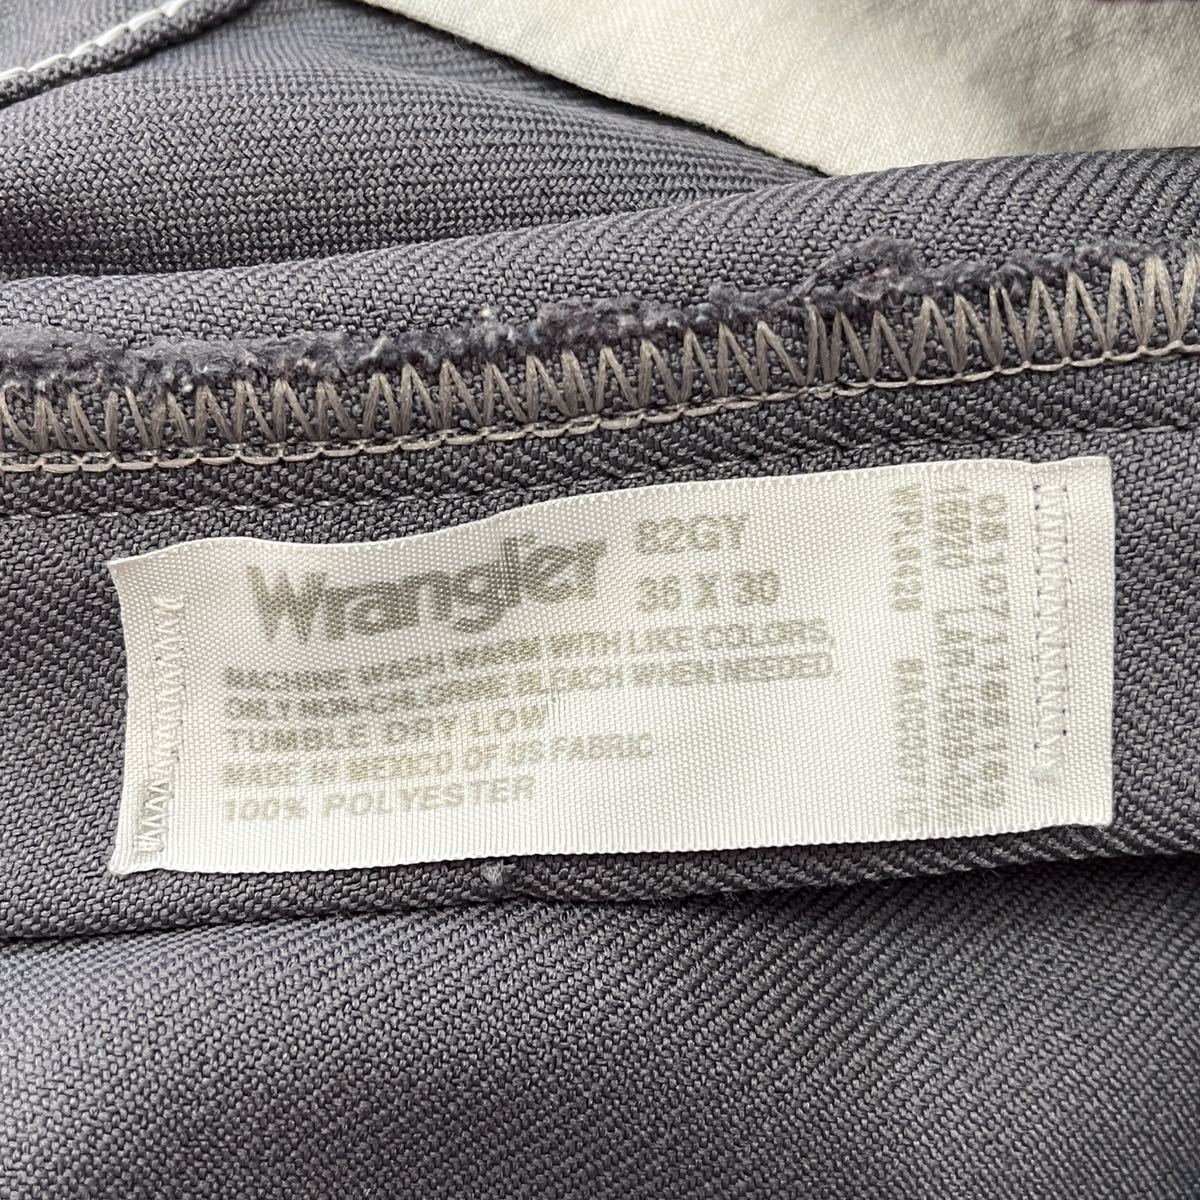 Wrangler
82GY
36 X 30
MACHINE WASH WARM WITH LIKE COLORS,
ONLY NON-CHLORINE BLEACH WHEN NEEDED.
TUMBLE DRY LOW
MADE IN MEXICO OF US FABRIC
100% POLYESTER